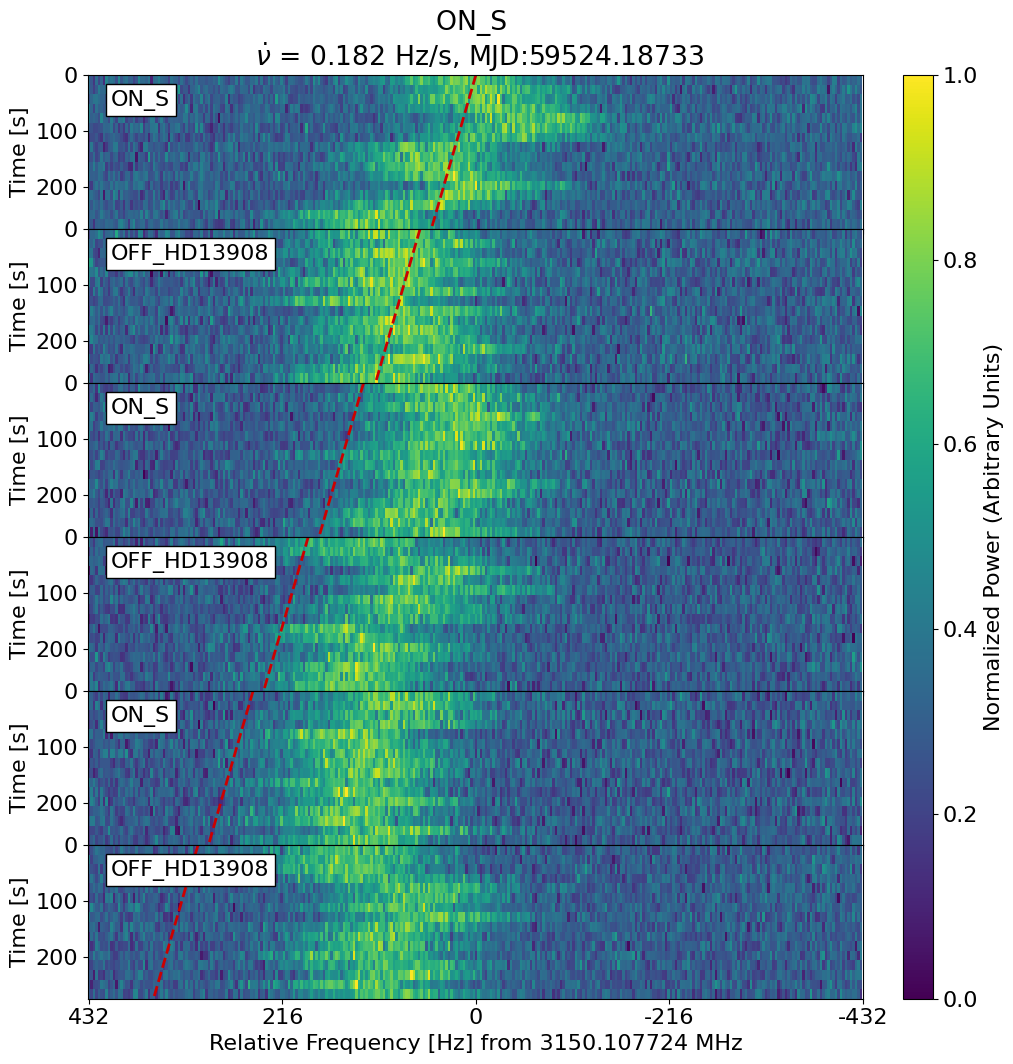 ON_S
ν̇ = 0.182 Hz/s, MJD:59524.18733
0
100
200
Time [s]
ON_S
0
100
200
Time [s]
OFF_HD13908
0
100
200
Time [s]
ON_S
0
100
200
Time [s]
OFF_HD13908
0
100
200
Time [s]
ON_S
0
100
200
Time [s]
OFF_HD13908
432 216 0 -216 -432
Relative Frequency [Hz] from 3150.107724 MHz
1.0
0.8
0.6
0.4
0.2
0.0
Normalized Power (Arbitrary Units)